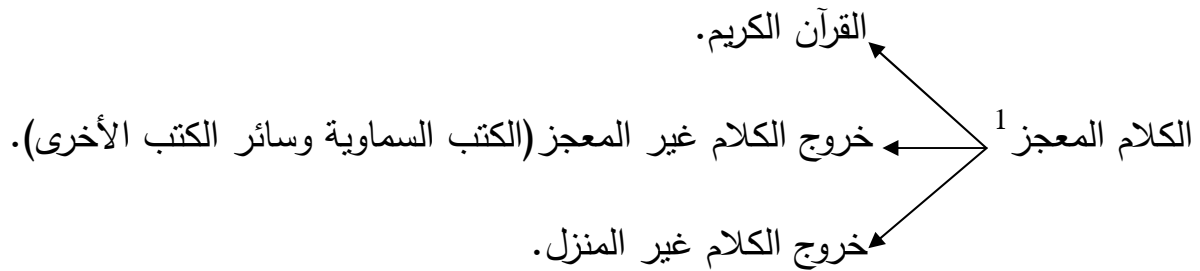 القرآن الكريم.
الكلام المعجز 1 خروج الكلام غير المعجز (الكتب السماوية وسائر الكتب الأخرى).
خروج الكلام غير المنزل.